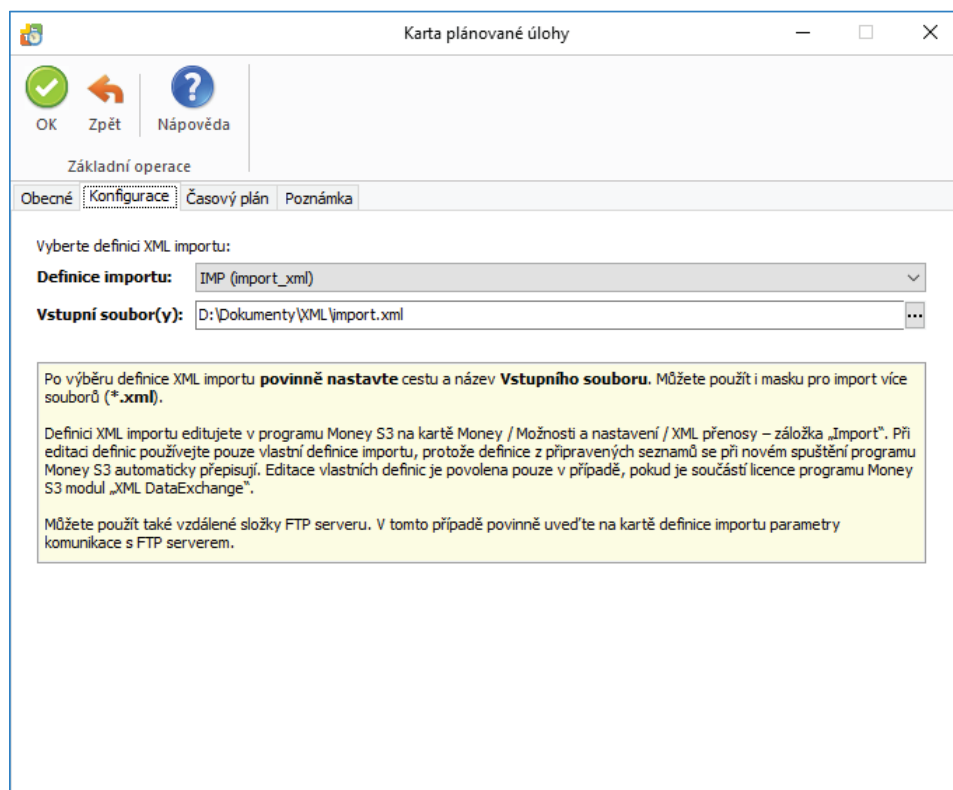 Karta plánované úlohy
OK Zpět Nápověda
Základní operace
Obecné Konfigurace Časový plán Poznámka
Vyberte definici XML importu:
Definice importu: IMP (import_xml)
Vstupní soubor(y): D:\Dokumenty\XML\import.xml ...
Po výběru definice XML importu povinně nastavte cestu a název Vstupního souboru. Můžete použít i masku pro import více
souborů (*.xml).
Definici XML importu editujete v programu Money S3 na kartě Money / Možnosti a nastavení / XML přenosy – záložka „Import“. Při
editaci definic používejte pouze vlastní definice importu, protože definice z připravených seznamů se při novém spuštění programu
Money S3 automaticky přepisují. Editace vlastních definic je povolena pouze v případě, pokud je součástí licence programu Money
S3 modul „XML DataExchange“.
Můžete použít také vzdálené složky FTP serveru. V tomto případě povinně uveďte na kartě definice importu parametry
komunikace s FTP serverem.